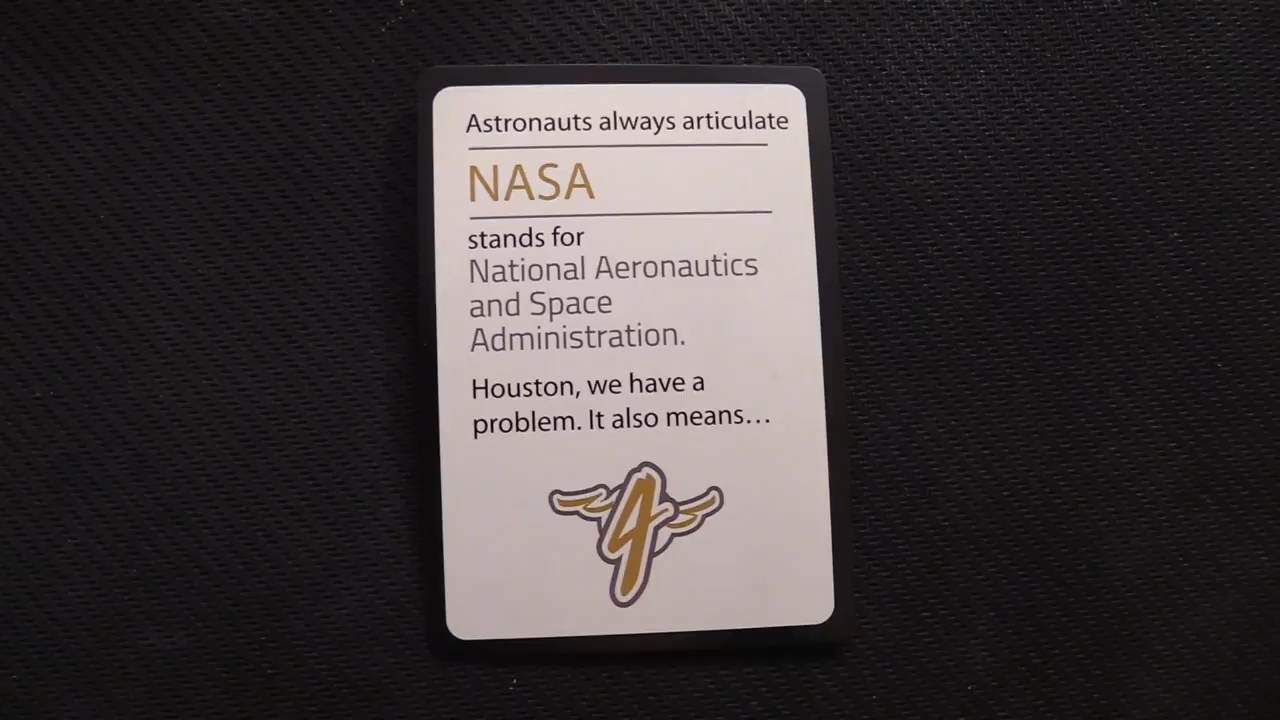 Astronauts always articulate
NASA
stands for
National Aeronautics
and Space
Administration.
Houston, we have a
problem. It also means…
4